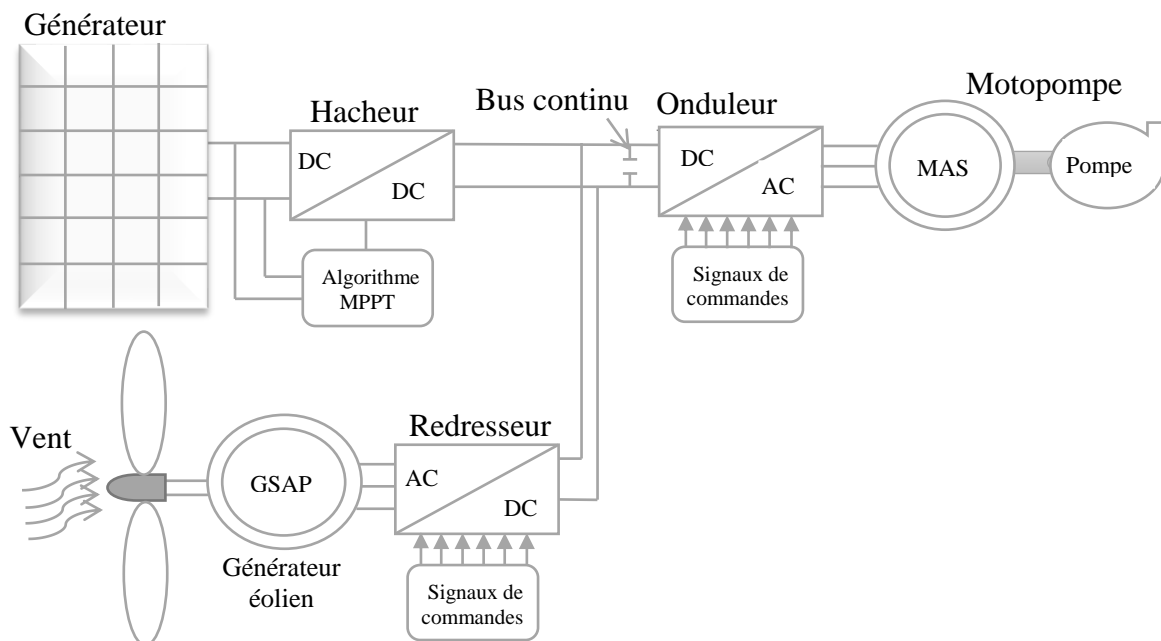 Générateur
Hacheur
DC
DC
Algorithme
MPPT
Bus continu
Onduleur
DC
AC
Signaux de
commandes
Motopompe
MAS
Pompe
Vent
GSAP
Générateur
éolien
Redresseur
AC
DC
Signaux de
commandes